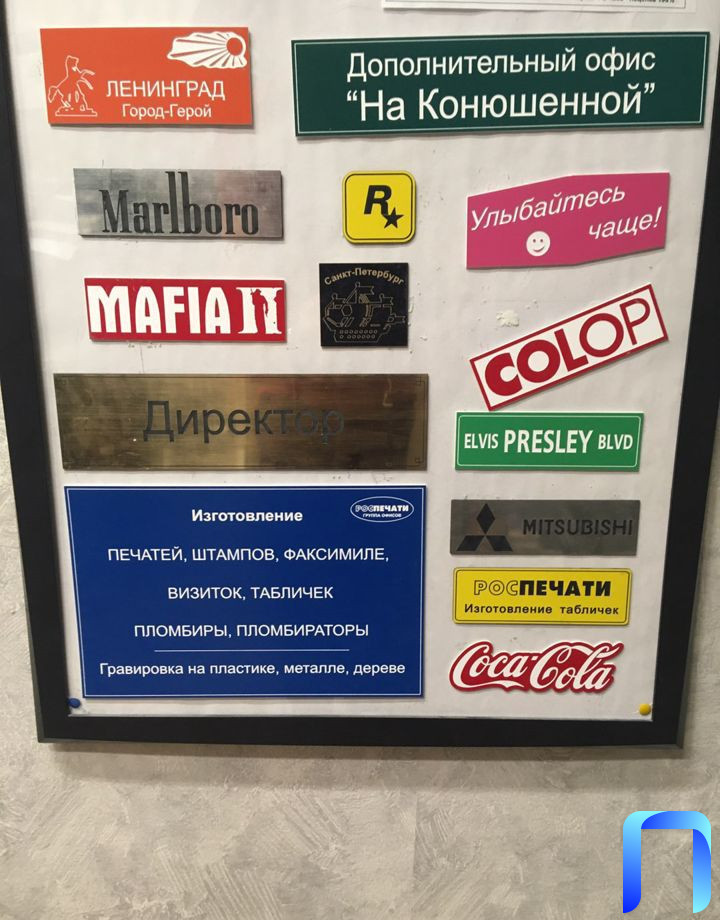 ЛЕНИНГРАД
Город-Герой
Дополнительный офис
“На Конюшенной”
Marlboro
R
Улыбайтесь
чаще!
MAFIA II
Санкт-Петербург
COLOP
Директор
ELVIS PRESLEY BLVD
Изготовление
РОСПЕЧАТИ
ГРУППА ОФИСОВ
ПЕЧАТЕЙ, ШТАМПОВ, ФАКСИМИЛЕ,
ВИЗИТОК, ТАБЛИЧЕК
ПЛОМБИРЫ, ПЛОМБИРАТОРЫ
Гравировка на пластике, металле, дереве
MITSUBISHI
РОСПЕЧАТИ
Изготовление табличек
Coca-Cola